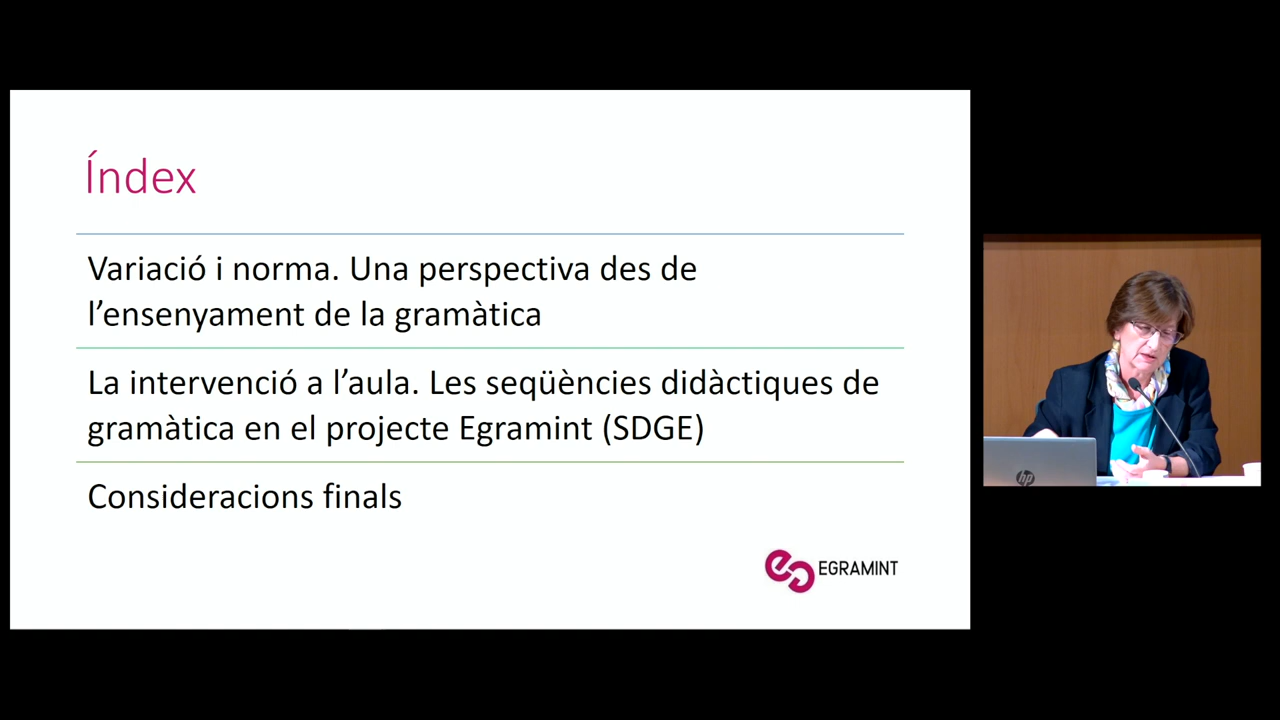 Índex
Variació i norma. Una perspectiva des de
l’ensenyament de la gramàtica
La intervenció a l’aula. Les seqüències didàctiques de
gramàtica en el projecte Egramint (SDGE)
Consideracions finals
EGRAMINT
hp